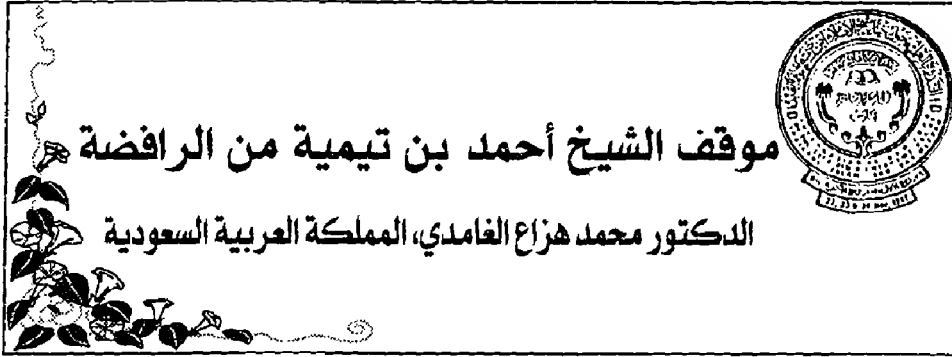 موقف الشيخ أحمد بن تيمية من الرافضة
الدكتور محمد هزاع الغامدي، المملكة العربية السعودية